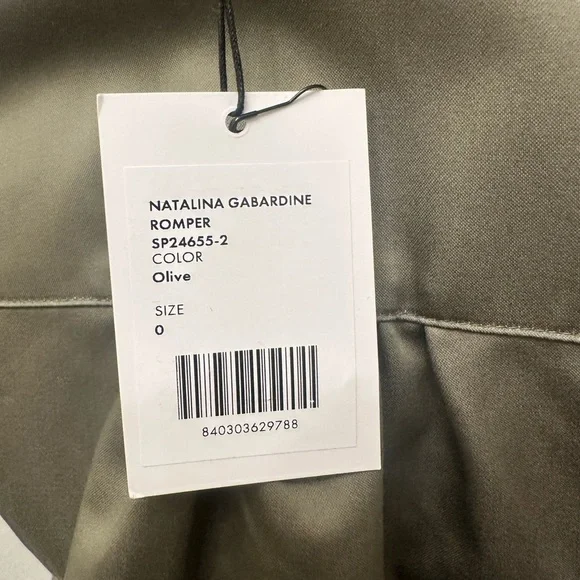 NATALINA GABARDINE
ROMPER
SP24655-2
COLOR
Olive
SIZE
0
840303629788